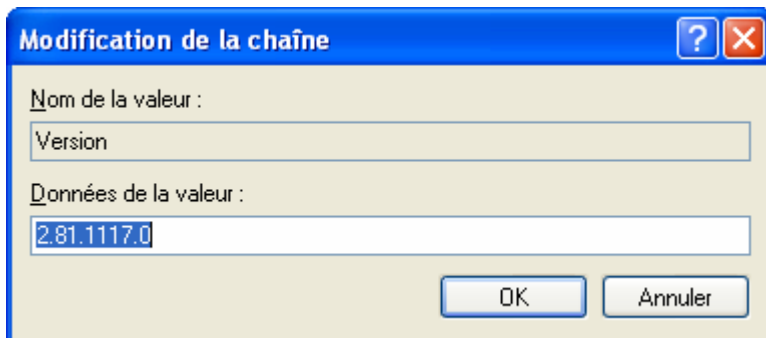 Modification de la chaîne
Nom de la valeur :
Version
Données de la valeur :
2.81.1117.0
OK Annuler